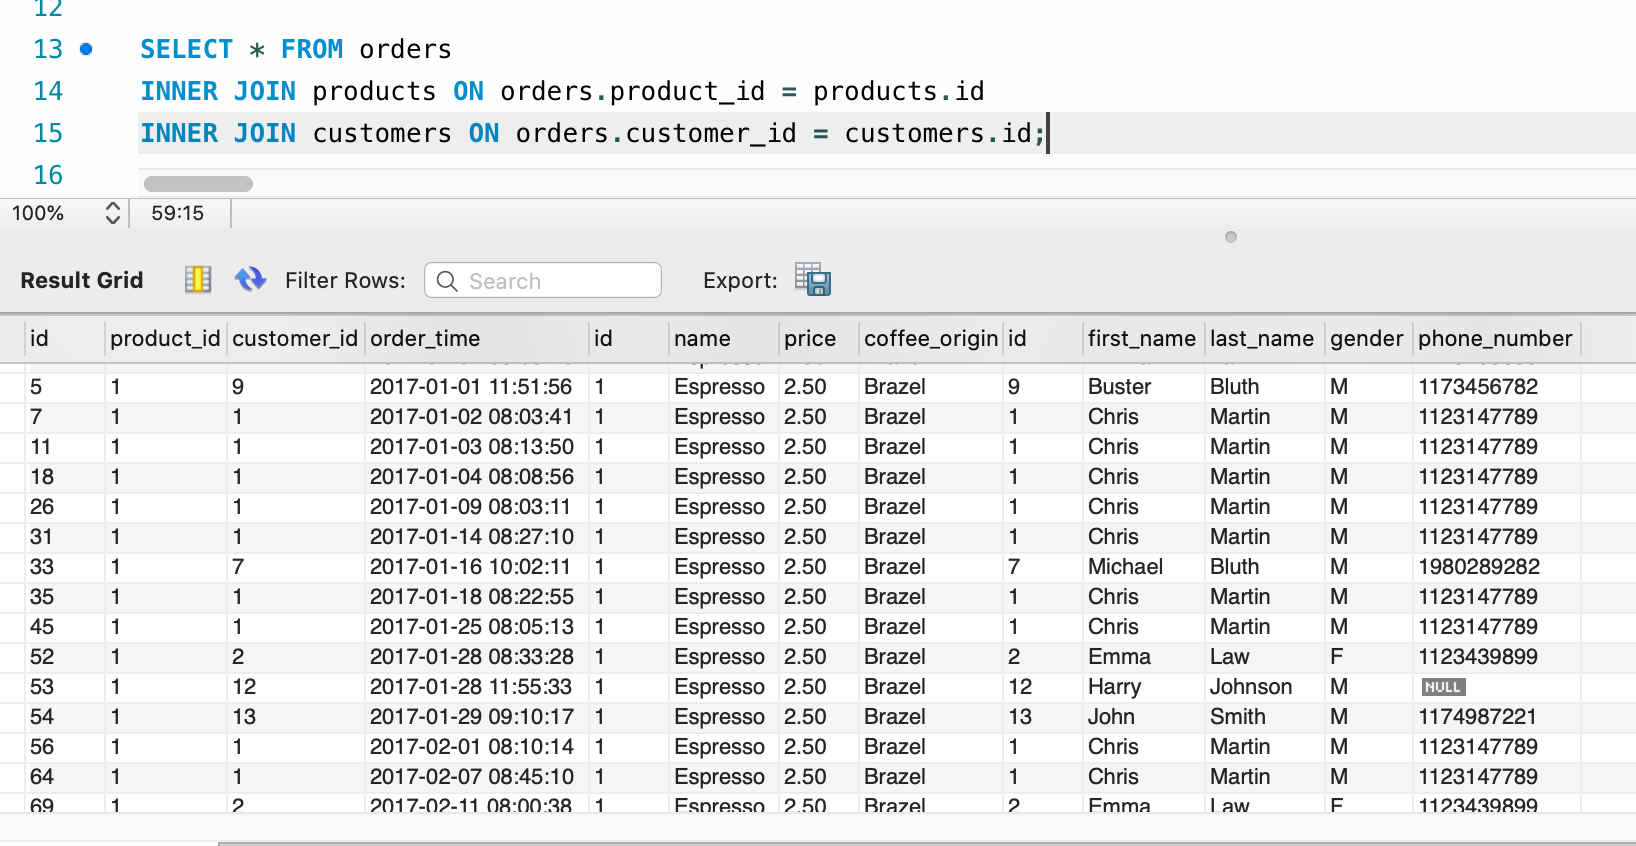 12
13 SELECT * FROM orders
14 INNER JOIN products ON orders.product_id = products.id
15 INNER JOIN customers ON orders.customer_id = customers.id;
16
100% 59:15
Result Grid Filter Rows: Search Export:
id product_id customer_id order_time id name price coffee_origin id first_name last_name gender phone_number
5 1 9 2017-01-01 11:51:56 1 Espresso 2.50 Brazel 9 Buster Bluth M 1173456782
7 1 1 2017-01-02 08:03:41 1 Espresso 2.50 Brazel 1 Chris Martin M 1123147789
11 1 1 2017-01-03 08:13:50 1 Espresso 2.50 Brazel 1 Chris Martin M 1123147789
18 1 1 2017-01-04 08:08:56 1 Espresso 2.50 Brazel 1 Chris Martin M 1123147789
26 1 1 2017-01-09 08:03:11 1 Espresso 2.50 Brazel 1 Chris Martin M 1123147789
31 1 1 2017-01-14 08:27:10 1 Espresso 2.50 Brazel 1 Chris Martin M 1123147789
33 1 7 2017-01-16 10:02:11 1 Espresso 2.50 Brazel 7 Michael Bluth M 1980289282
35 1 1 2017-01-18 08:22:55 1 Espresso 2.50 Brazel 1 Chris Martin M 1123147789
45 1 1 2017-01-25 08:05:13 1 Espresso 2.50 Brazel 1 Chris Martin M 1123147789
52 1 2 2017-01-28 08:33:28 1 Espresso 2.50 Brazel 2 Emma Law F 1123439899
53 1 12 2017-01-28 11:55:33 1 Espresso 2.50 Brazel 12 Harry Johnson M NULL
54 1 13 2017-01-29 09:10:17 1 Espresso 2.50 Brazel 13 John Smith M 1174987221
56 1 1 2017-02-01 08:10:14 1 Espresso 2.50 Brazel 1 Chris Martin M 1123147789
64 1 1 2017-02-07 08:45:10 1 Espresso 2.50 Brazel 1 Chris Martin M 1123147789
69 1 2 2017-02-11 08:00:38 1 Espresso 2.50 Brazel 2 Emma Law F 1123439899